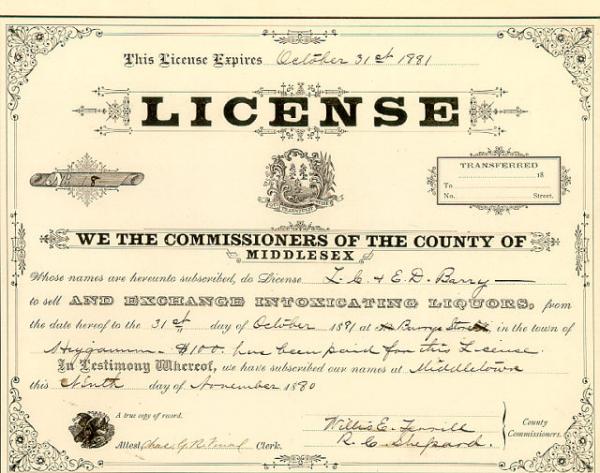 This License Expires October 31st 1881
LICENSE
TRANSFERRED
18
To
No. Street.
WE THE COMMISSIONERS OF THE COUNTY OF
MIDDLESEX
Whose names are hereunto subscribed, do License & E. D. Barry
to sell AND EXCHANGE INTOXICATING LIQUORS, from
the date hereof to the 31st day of October 1881 at Barrys Store in the town of
$100. has been paid for this License.
In Testimony Whereof, we have subscribed our names at Middletown
this Ninth day of November 1880
A true copy of record.
Attest Chas. G. R. Vinal Clerk.
Willis E. Terrill
R. C. Shepard.
County
Commissioners.